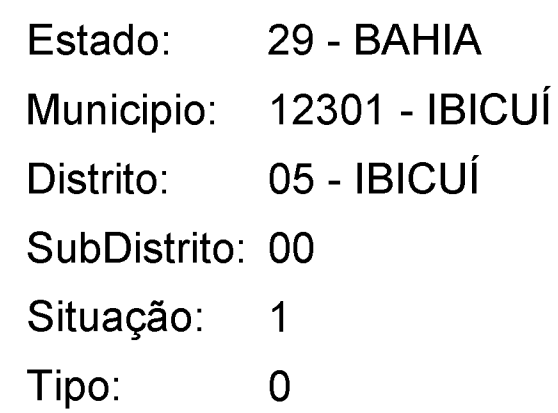 Estado: 29 - BAHIA
Municipio: 12301 - IBICUÍ
Distrito: 05 - IBICUÍ
SubDistrito: 00
Situação: 1
Tipo: 0